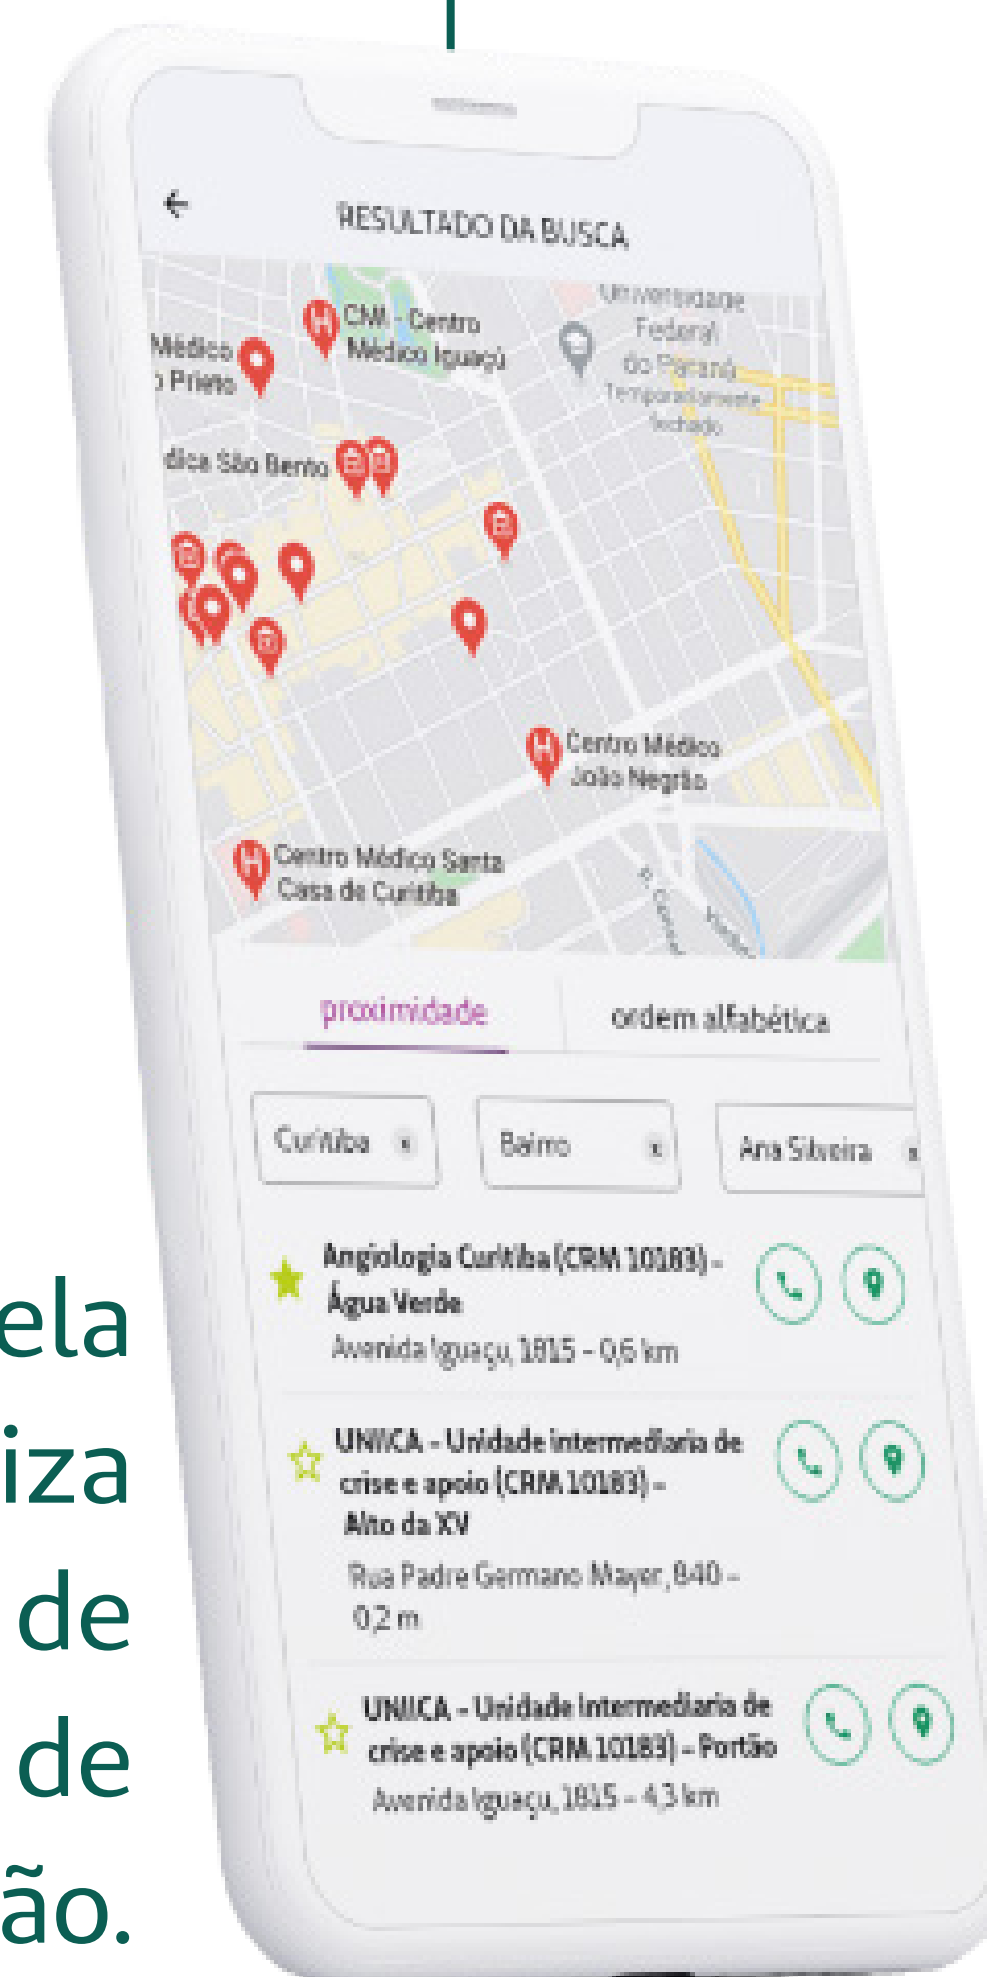 RESULTADO DA BUSCA
CMI - Centro
Médico Iguaçú
Universidade
Federal
do Paraná
Temporariamente
fechado
Médico
o Prieto
dica São Bento
Centro Médico
João Negrão
Centro Médico Santa
Casa de Curitiba
proximidade
ordem alfabética
Curitiba x
Bairro x
Ana Silveira x
Angiologia Curitiba (CRM 10183) –
Água Verde
Avenida Iguaçu, 1815 – 0,6 km
UNIICA – Unidade intermediaria de
crise e apoio (CRM 10183) –
Alto da XV
Rua Padre Germano Mayer, 840 –
0,2 m
UNIICA – Unidade intermediaria de
crise e apoio (CRM 10183) – Portão
Avenida Iguaçu, 1815 – 4,3 km
ela
iza
de
de
ão.